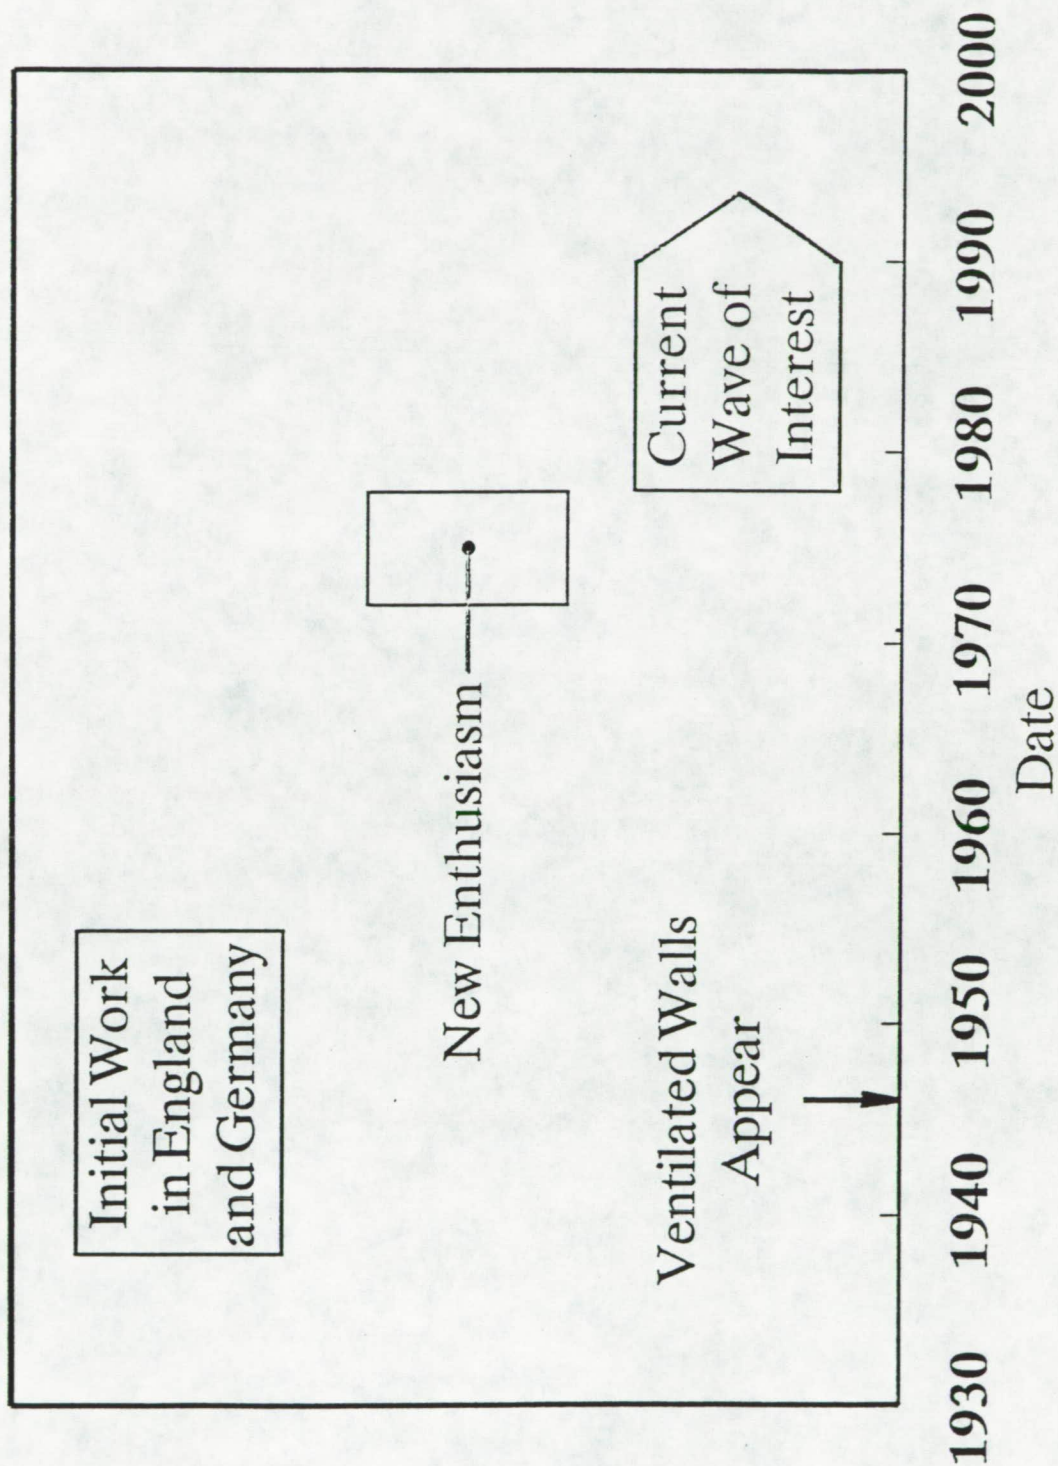 Initial Work
in England
and Germany
New Enthusiasm
Ventilated Walls
Appear
Current
Wave of
Interest
1930 1940 1950 1960 1970 1980 1990 2000
Date